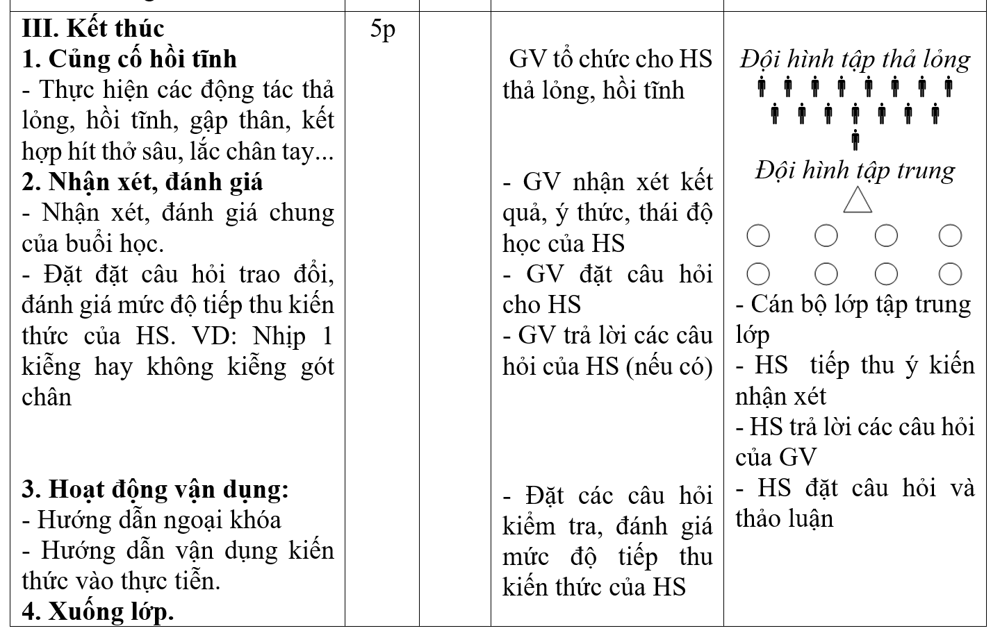 III. Kết thúc
1. Củng cố hồi tĩnh
- Thực hiện các động tác thả
lỏng, hồi tĩnh, gập thân, kết
hợp hít thở sâu, lắc chân tay...
2. Nhận xét, đánh giá
- Nhận xét, đánh giá chung
của buổi học.
- Đặt đặt câu hỏi trao đổi,
đánh giá mức độ tiếp thu kiến
thức của HS. VD: Nhịp 1
kiễng hay không kiễng gót
chân
3. Hoạt động vận dụng:
- Hướng dẫn ngoại khóa
- Hướng dẫn vận dụng kiến
thức vào thực tiễn.
4. Xuống lớp.
5p
GV tổ chức cho HS
thả lỏng, hồi tĩnh
- GV nhận xét kết
quả, ý thức, thái độ
học của HS
- GV đặt câu hỏi
cho HS
- GV trả lời các câu
hỏi của HS (nếu có)
- Đặt các câu hỏi
kiểm tra, đánh giá
mức độ tiếp thu
kiến thức của HS
Đội hình tập thả lỏng
Đội hình tập trung
- Cán bộ lớp tập trung
lớp
- HS tiếp thu ý kiến
nhận xét
- HS trả lời các câu hỏi
của GV
- HS đặt câu hỏi và
thảo luận